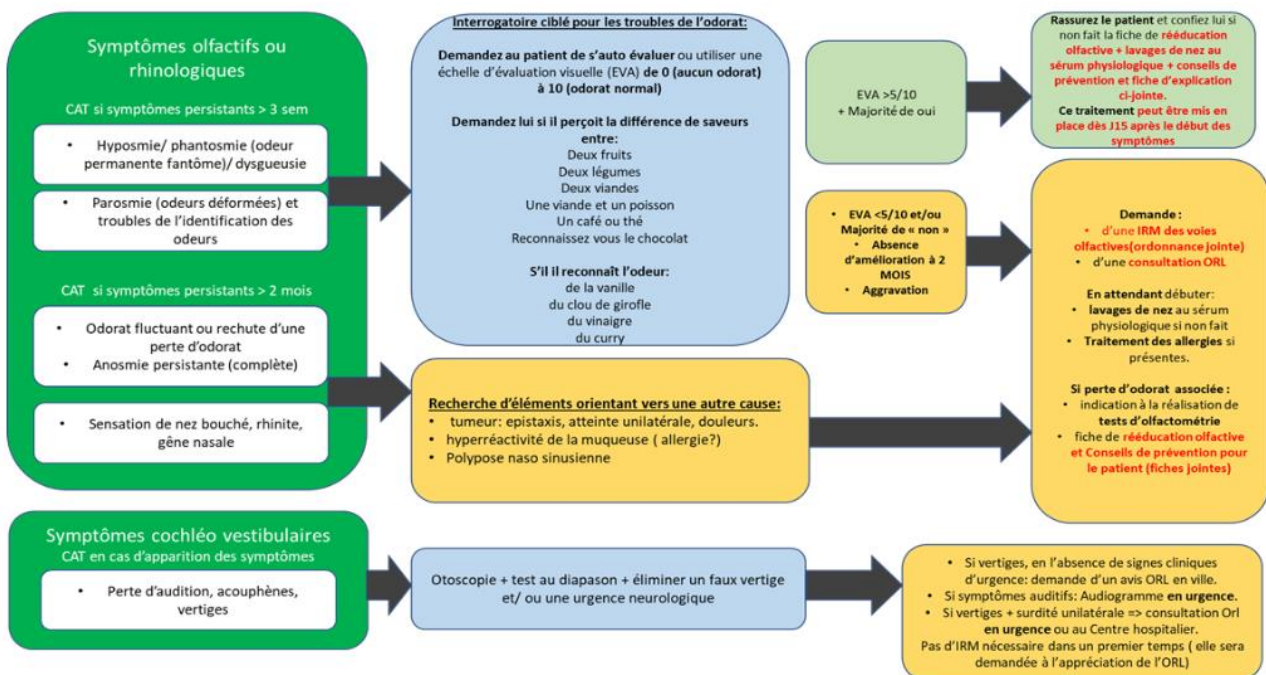 Symptômes olfactifs ou
rhinologiques
CAT si symptômes persistants > 3 sem
• Hyposmie/ phantosmie (odeur
permanente fantôme)/ dysgueusie
• Parosmie (odeurs déformées) et
troubles de l'identification des
odeurs
CAT si symptômes persistants > 2 mois
• Odorat fluctuant ou rechute d'une
perte d'odorat
• Anosmie persistante (complète)
• Sensation de nez bouché, rhinite,
gêne nasale
Interrogatoire ciblé pour les troubles de l'odorat:
Demandez au patient de s'auto évaluer ou utiliser une
échelle d'évaluation visuelle (EVA) de 0 (aucun odorat)
à 10 (odorat normal)
Demandez lui si il perçoit la différence de saveurs
entre:
Deux fruits
Deux légumes
Deux viandes
Une viande et un poisson
Un café ou thé
Reconnaissez vous le chocolat
S'il il reconnaît l'odeur:
de la vanille
du clou de girofle
du vinaigre
du curry
EVA >5/10
+ Majorité de oui
Rassurez le patient et confiez lui si
non fait la fiche de rééducation
olfactive + lavages de nez au
sérum physiologique + conseils de
prévention et fiche d'explication
ci-jointe.
Ce traitement peut être mis en
place dès J15 après le début des
symptômes
• EVA <5/10 et/ou
Majorité de « non »
• Absence
d'amélioration à 2
MOIS
• Aggravation
Demande :
• d'une IRM des voies
olfactives(ordonnance jointe)
• d'une consultation ORL
En attendant débuter:
• lavages de nez au sérum
physiologique si non fait
• Traitement des allergies si
présentes.
Si perte d'odorat associée :
• indication à la réalisation de
tests d'olfactométrie
• fiche de rééducation olfactive
et Conseils de prévention pour
le patient (fiches jointes)
Recherche d'éléments orientant vers une autre cause:
• tumeur: epistaxis, atteinte unilatérale, douleurs.
• hyperréactivité de la muqueuse ( allergie?)
• Polypose naso sinusienne
Symptômes cochléo vestibulaires
CAT en cas d'apparition des symptômes
• Perte d'audition, acouphènes,
vertiges
Otoscopie + test au diapason + éliminer un faux vertige
et/ ou une urgence neurologique
• Si vertiges, en l'absence de signes cliniques
d'urgence: demande d'un avis ORL en ville.
• Si symptômes auditifs: Audiogramme en urgence.
• Si vertiges + surdité unilatérale => consultation Orl
en urgence ou au Centre hospitalier.
Pas d'IRM nécessaire dans un premier temps ( elle sera
demandée à l'appréciation de l'ORL)